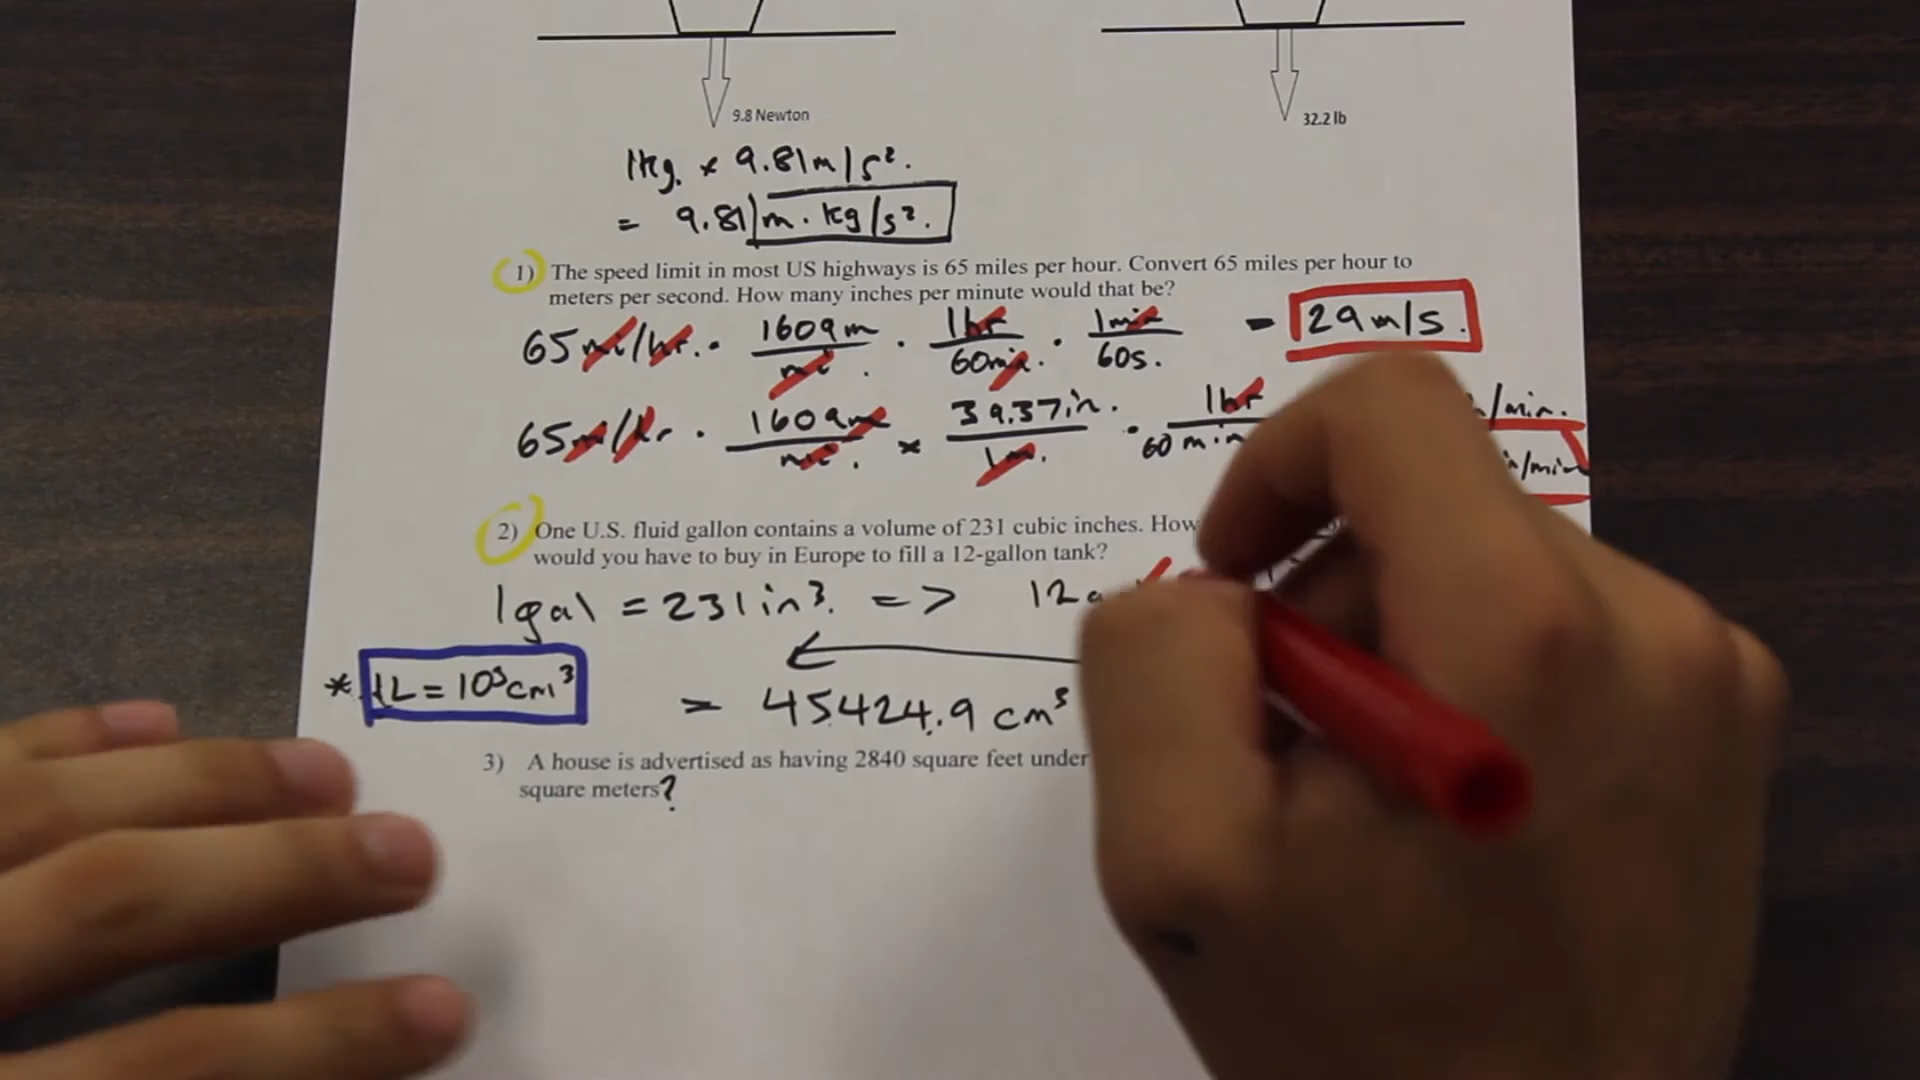 9.8 Newton
32.2 lb
1kg. × 9.81m/s².
= 9.81 m·kg/s².
1) The speed limit in most US highways is 65 miles per hour. Convert 65 miles per hour to
meters per second. How many inches per minute would that be?
65mi/hr. · 1609m/mi. · 1hr/60min. · 1min/60s. = 29m/s.
65mi/hr · 1609m/mi. × 39.37in./1m. · 1hr/60min /min.
/min
2) One U.S. fluid gallon contains a volume of 231 cubic inches. How
would you have to buy in Europe to fill a 12-gallon tank?
1gal = 231in³. => 12
* 1L = 10³cm³ = 45424.9 cm³
3) A house is advertised as having 2840 square feet under
square meters?